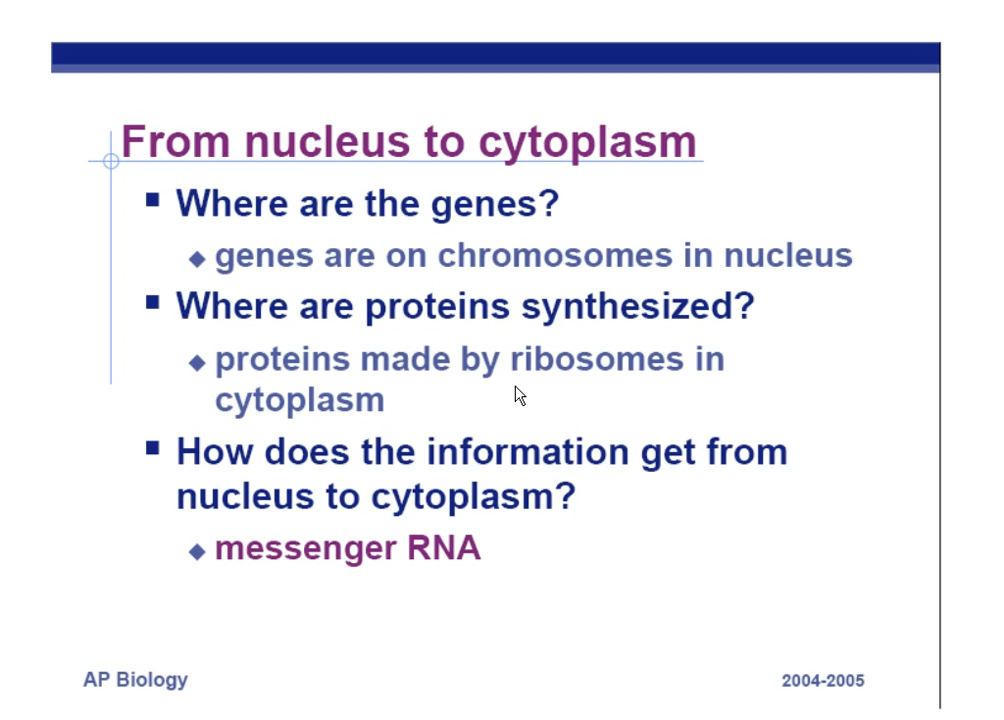 From nucleus to cytoplasm
Where are the genes?
genes are on chromosomes in nucleus
Where are proteins synthesized?
proteins made by ribosomes in
cytoplasm
How does the information get from
nucleus to cytoplasm?
messenger RNA
AP Biology
2004-2005